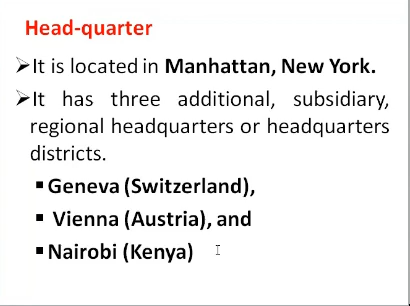 Head-quarter
➢It is located in Manhattan, New York.
➢It has three additional, subsidiary,
regional headquarters or headquarters
districts.
▪Geneva (Switzerland),
▪ Vienna (Austria), and
▪Nairobi (Kenya)